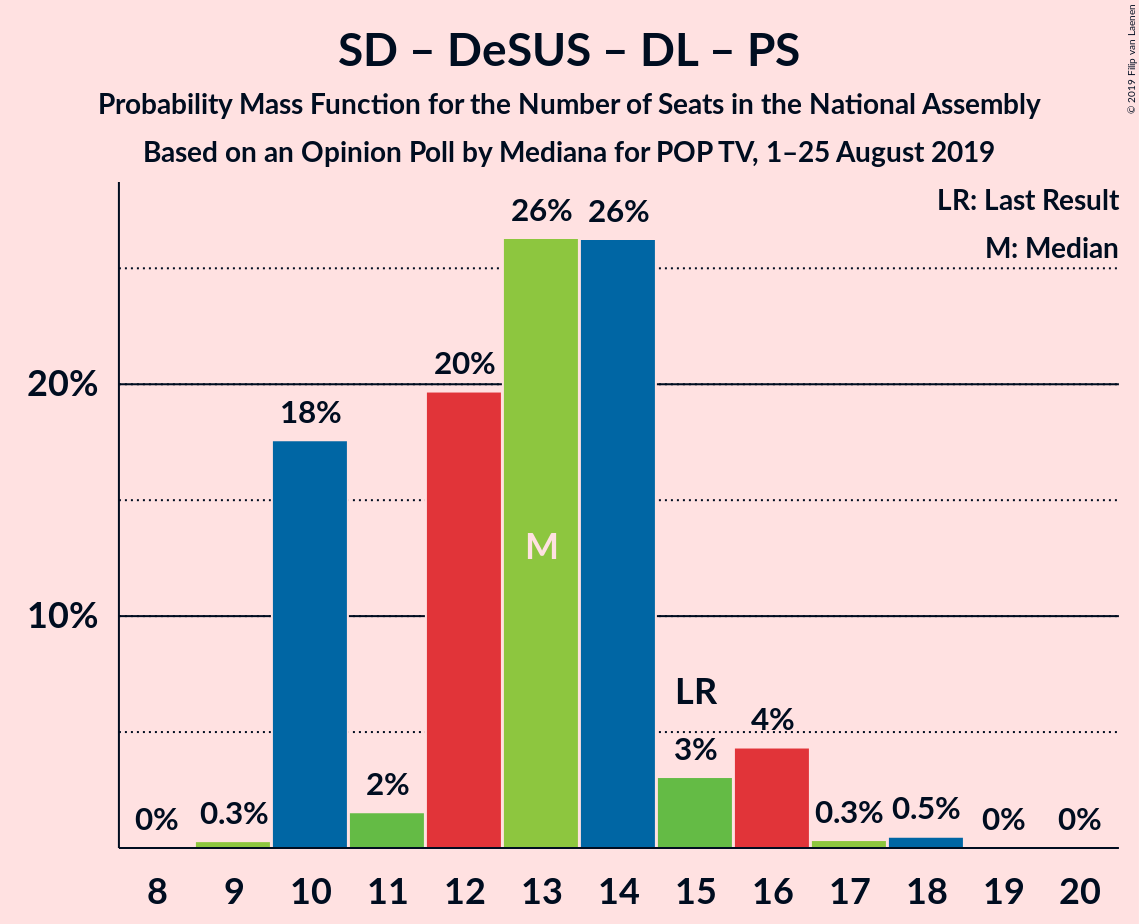 SD – DeSUS – DL – PS
Probability Mass Function for the Number of Seats in the National Assembly
Based on an Opinion Poll by Mediana for POP TV, 1–25 August 2019
© 2019 Filip van Laenen
LR: Last Result
M: Median
26% 26%
20%
20%
18%
M
10%
LR
4%
3%
2%
0% 0.3% 0.3% 0.5% 0% 0%
8 9 10 11 12 13 14 15 16 17 18 19 20